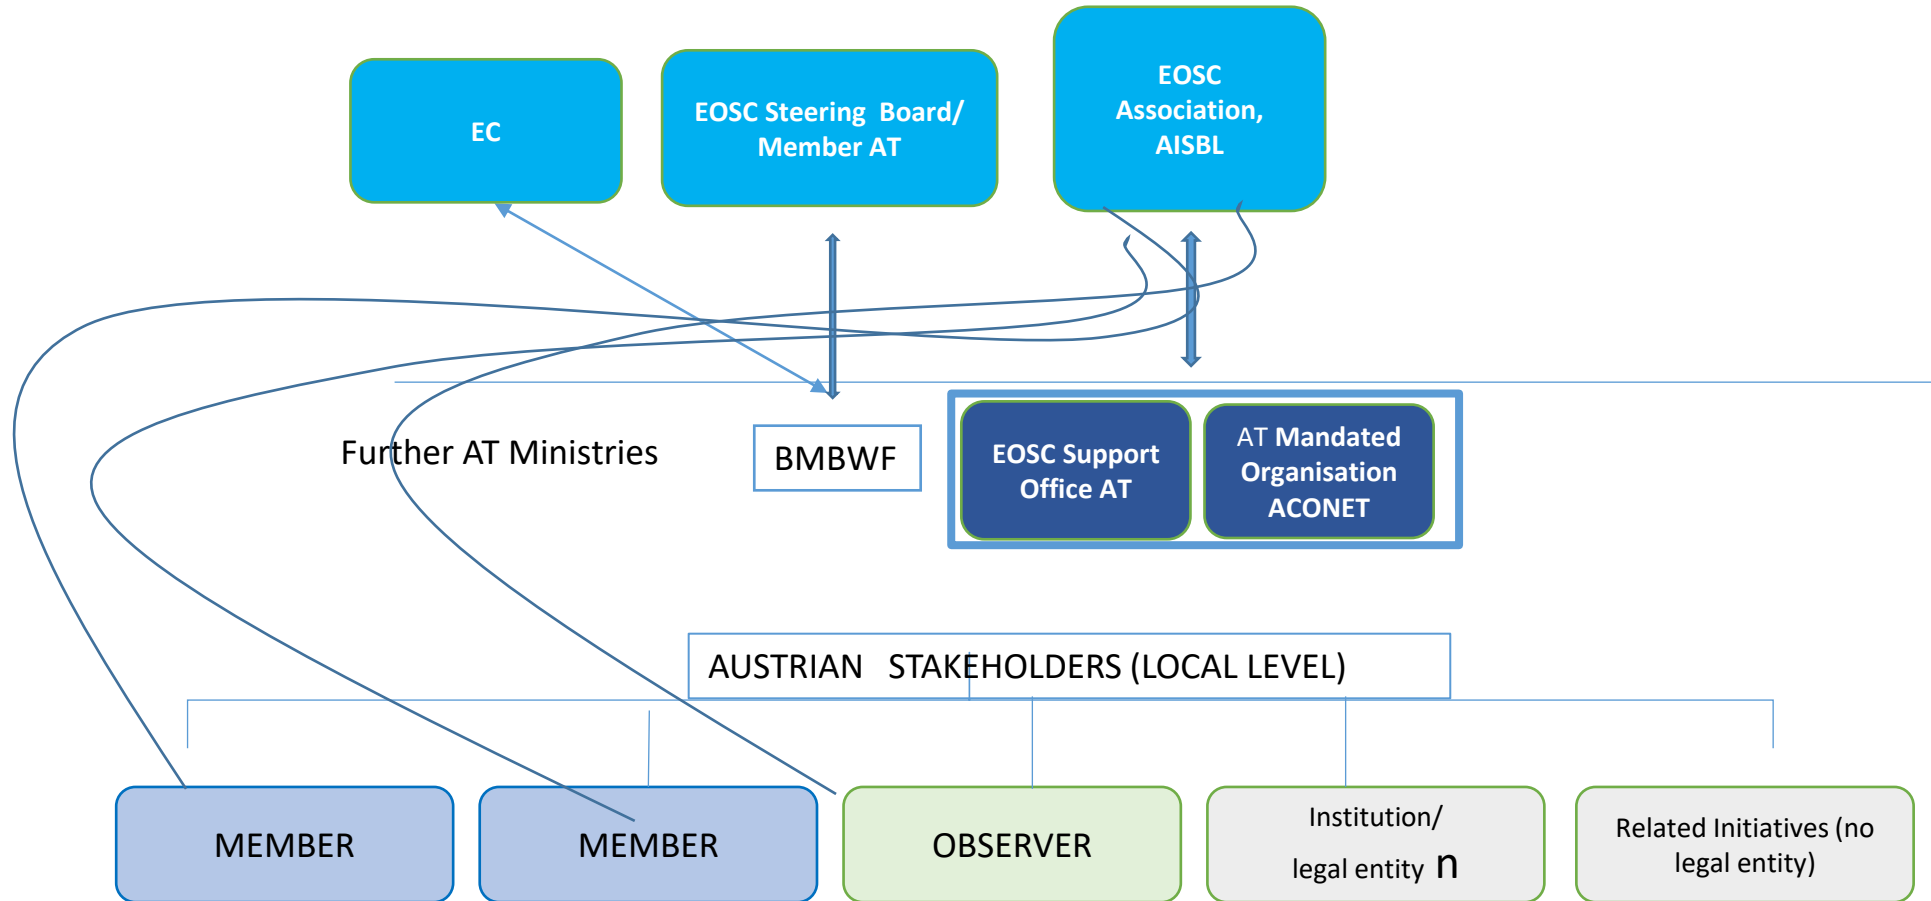 EC
EOSC Steering Board/
Member AT
EOSC
Association,
AISBL
Further AT Ministries
BMBWF
EOSC Support
Office AT
AT Mandated
Organisation
ACONET
AUSTRIAN STAKEHOLDERS (LOCAL LEVEL)
MEMBER
MEMBER
OBSERVER
Institution/
legal entity n
Related Initiatives (no
legal entity)